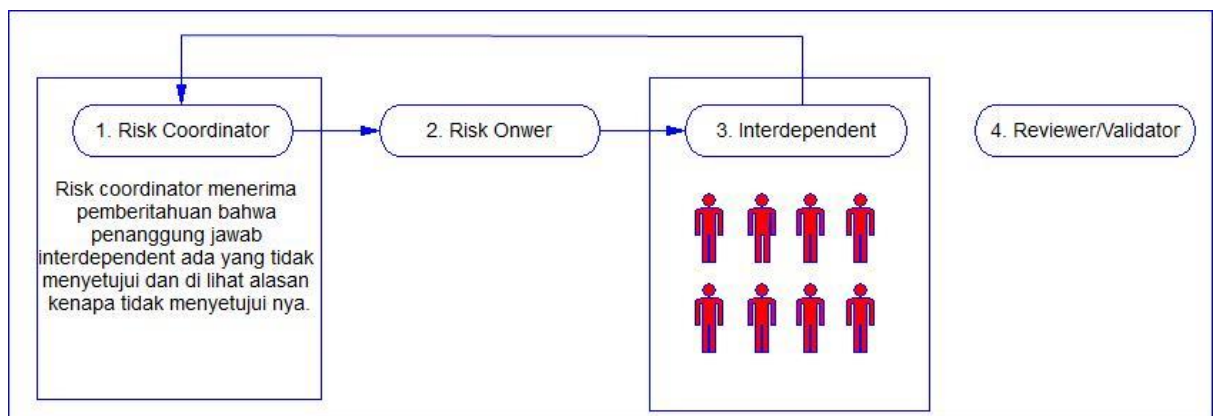 1. Risk Coordinator
2. Risk Onwer
3. Interdependent
4. Reviewer/Validator
Risk coordinator menerima
pemberitahuan bahwa
penanggung jawab
interdependent ada yang tidak
menyetujui dan di lihat alasan
kenapa tidak menyetujui nya.